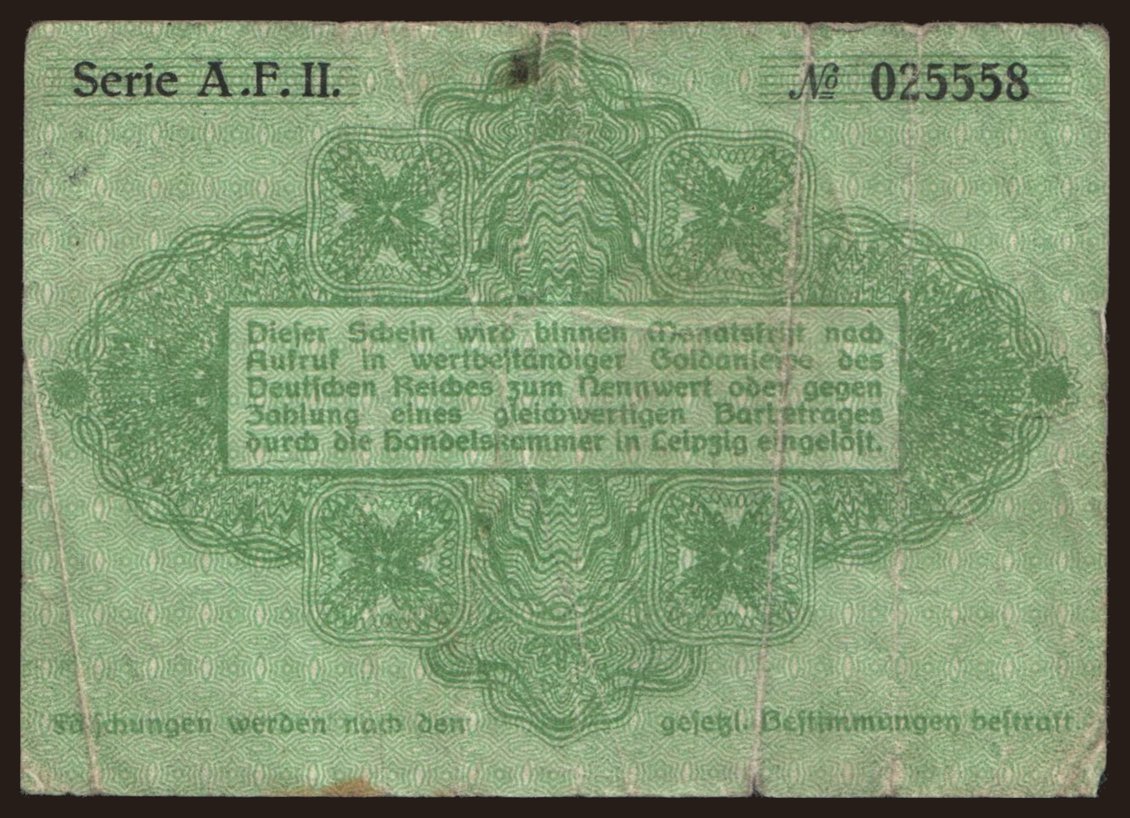 Serie A.F. II.
№ 025558
Dieſer Schein wird binnen Monatsfriſt nach
Aufruf in wertbeſtändiger Goldanleihe des
Deutſchen Reiches zum Nennwert oder gegen
Zahlung eines gleichwertigen Barbetrages
durch die Handelskammer in Leipzig eingelöſt.
Fälſchungen werden nach den geſetzl. Beſtimmungen beſtraft.